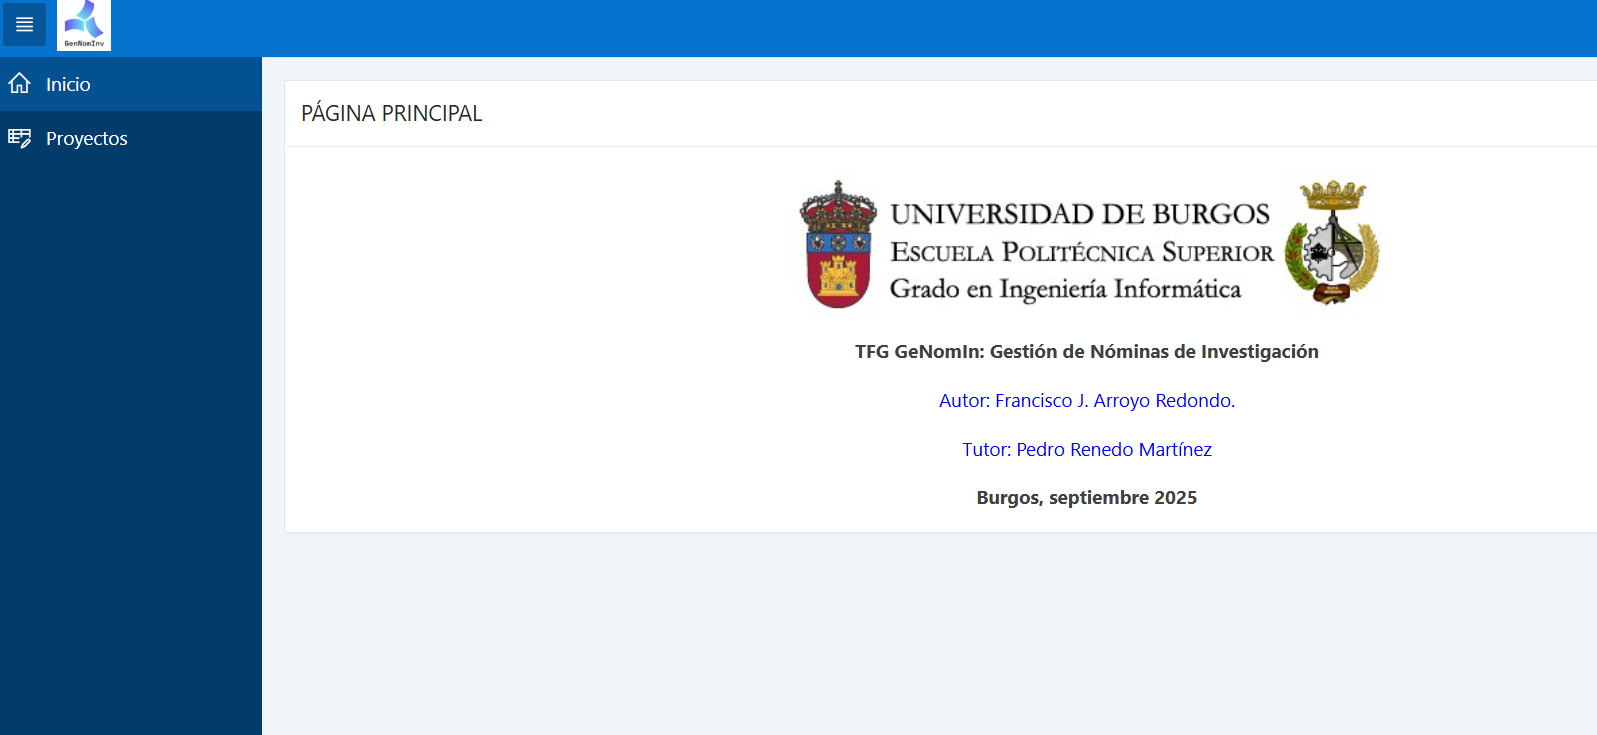 GenNomInv
Inicio
Proyectos
PÁGINA PRINCIPAL
UNIVERSIDAD DE BURGOS
ESCUELA POLITÉCNICA SUPERIOR
Grado en Ingeniería Informática
TFG GeNomIn: Gestión de Nóminas de Investigación
Autor: Francisco J. Arroyo Redondo.
Tutor: Pedro Renedo Martínez
Burgos, septiembre 2025